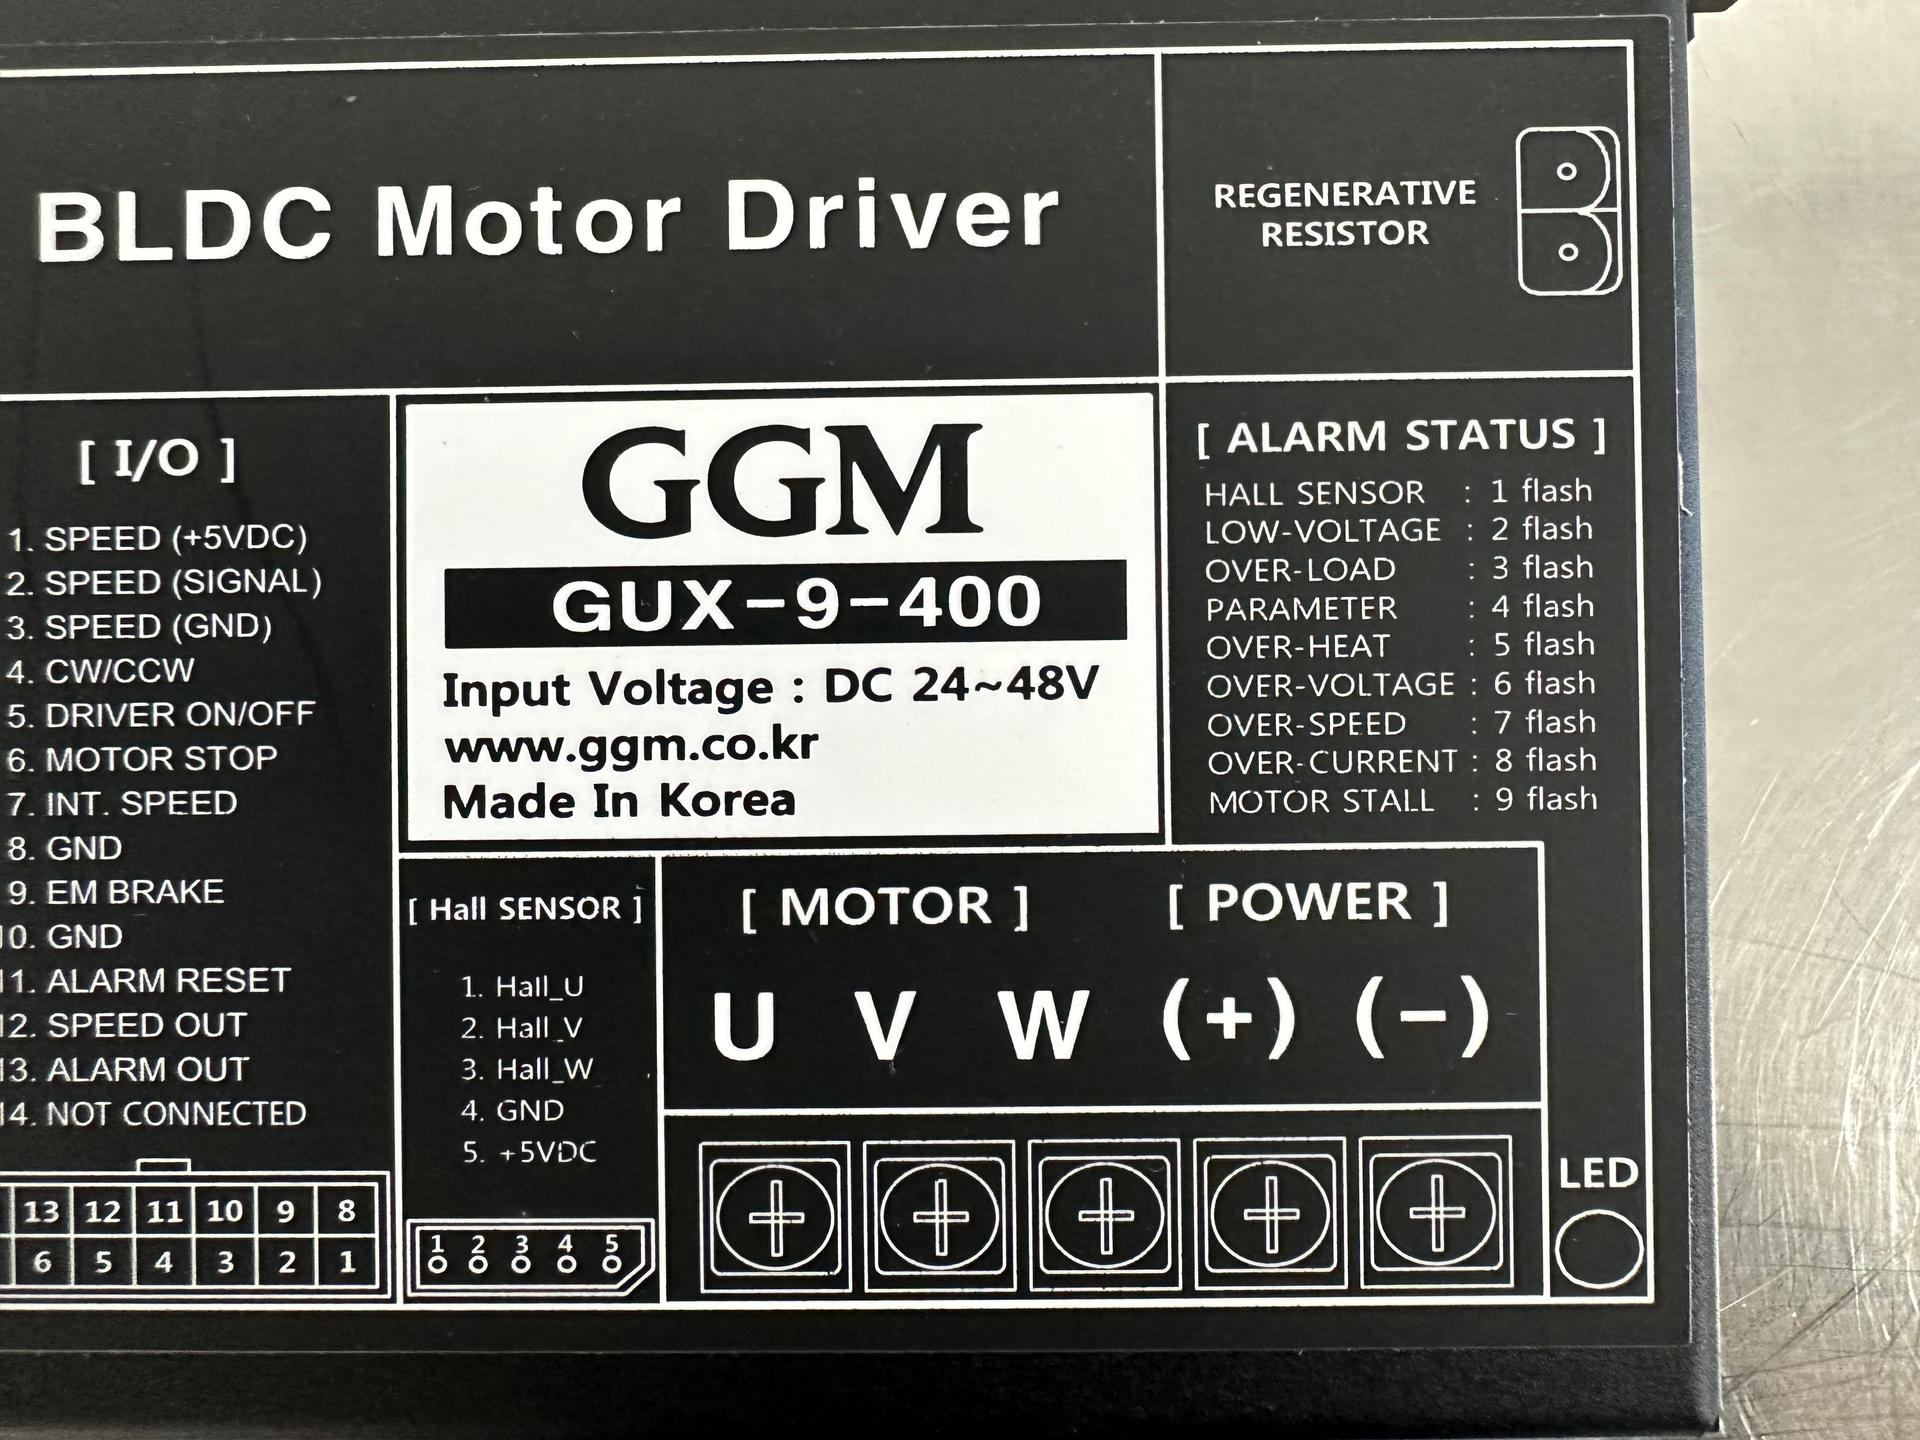 BLDC Motor Driver
REGENERATIVE
RESISTOR
[ I/O ]
1. SPEED (+5VDC)
2. SPEED (SIGNAL)
3. SPEED (GND)
4. CW/CCW
5. DRIVER ON/OFF
6. MOTOR STOP
7. INT. SPEED
8. GND
9. EM BRAKE
10. GND
11. ALARM RESET
12. SPEED OUT
13. ALARM OUT
14. NOT CONNECTED
13 12 11 10 9 8
6 5 4 3 2 1
GGM
GUX-9-400
Input Voltage : DC 24~48V
www.ggm.co.kr
Made In Korea
[ ALARM STATUS ]
HALL SENSOR : 1 flash
LOW-VOLTAGE : 2 flash
OVER-LOAD : 3 flash
PARAMETER : 4 flash
OVER-HEAT : 5 flash
OVER-VOLTAGE : 6 flash
OVER-SPEED : 7 flash
OVER-CURRENT : 8 flash
MOTOR STALL : 9 flash
[ Hall SENSOR ]
1. Hall_U
2. Hall_V
3. Hall_W
4. GND
5. +5VDC
1 2 3 4 5
[ MOTOR ] [ POWER ]
U V W (+) (-)
LED